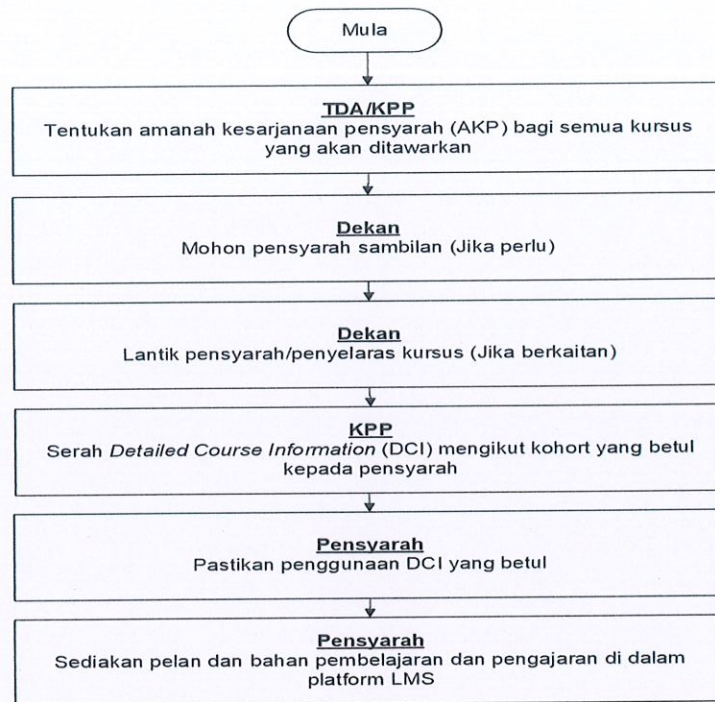 Mula
TDA/KPP
Tentukan amanah kesarjanaan pensyarah (AKP) bagi semua kursus
yang akan ditawarkan
Dekan
Mohon pensyarah sambilan (Jika perlu)
Dekan
Lantik pensyarah/penyelaras kursus (Jika berkaitan)
KPP
Serah Detailed Course Information (DCI) mengikut kohort yang betul
kepada pensyarah
Pensyarah
Pastikan penggunaan DCI yang betul
Pensyarah
Sediakan pelan dan bahan pembelajaran dan pengajaran di dalam
platform LMS